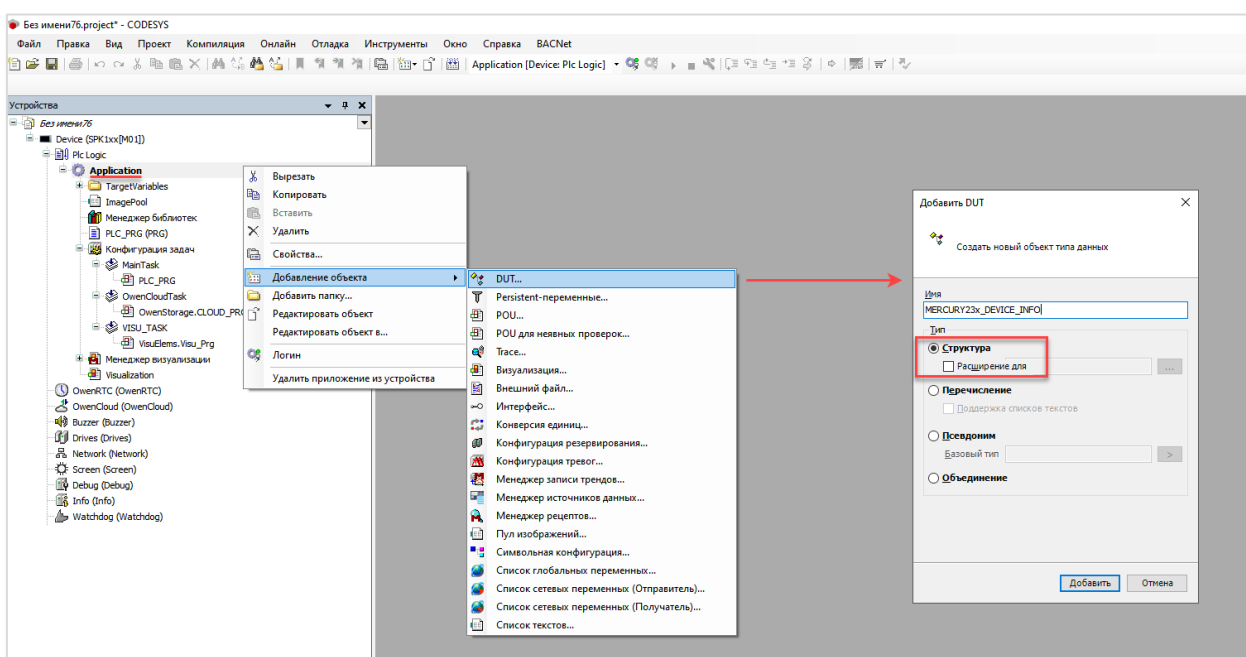 Без имени76.project* - CODESYS
Файл Правка Вид Проект Компиляция Онлайн Отладка Инструменты Окно Справка BACNet
Application [Device: Plc Logic]
Устройства
Без имени76
Device (SPK1xx[M01])
Plc Logic
Application
TargetVariables
ImagePool
Менеджер библиотек
PLC_PRG (PRG)
Конфигурация задач
MainTask
PLC_PRG
OwenCloudTask
OwenStorage.CLOUD_PRG
VISU_TASK
VisuElems.Visu_Prg
Менеджер визуализации
Visualization
OwenRTC (OwenRTC)
OwenCloud (OwenCloud)
Buzzer (Buzzer)
Drives (Drives)
Network (Network)
Screen (Screen)
Debug (Debug)
Info (Info)
Watchdog (Watchdog)
Вырезать
Копировать
Вставить
Удалить
Свойства...
Добавление объекта
Добавить папку...
Редактировать объект
Редактировать объект в...
Логин
Удалить приложение из устройства
DUT...
Persistent-переменные...
POU...
POU для неявных проверок...
Trace...
Визуализация...
Внешний файл...
Интерфейс...
Конверсия единиц...
Конфигурация резервирования...
Конфигурация тревог...
Менеджер записи трендов...
Менеджер источников данных...
Менеджер рецептов...
Пул изображений...
Символьная конфигурация...
Список глобальных переменных...
Список сетевых переменных (Отправитель)...
Список сетевых переменных (Получатель)...
Список текстов...
Добавить DUT
Создать новый объект типа данных
Имя
MERCURY23x_DEVICE_INFO
Тип
Структура
Расширение для
...
Перечисление
Поддержка списков текстов
Псевдоним
Базовый тип
>
Объединение
Добавить Отмена